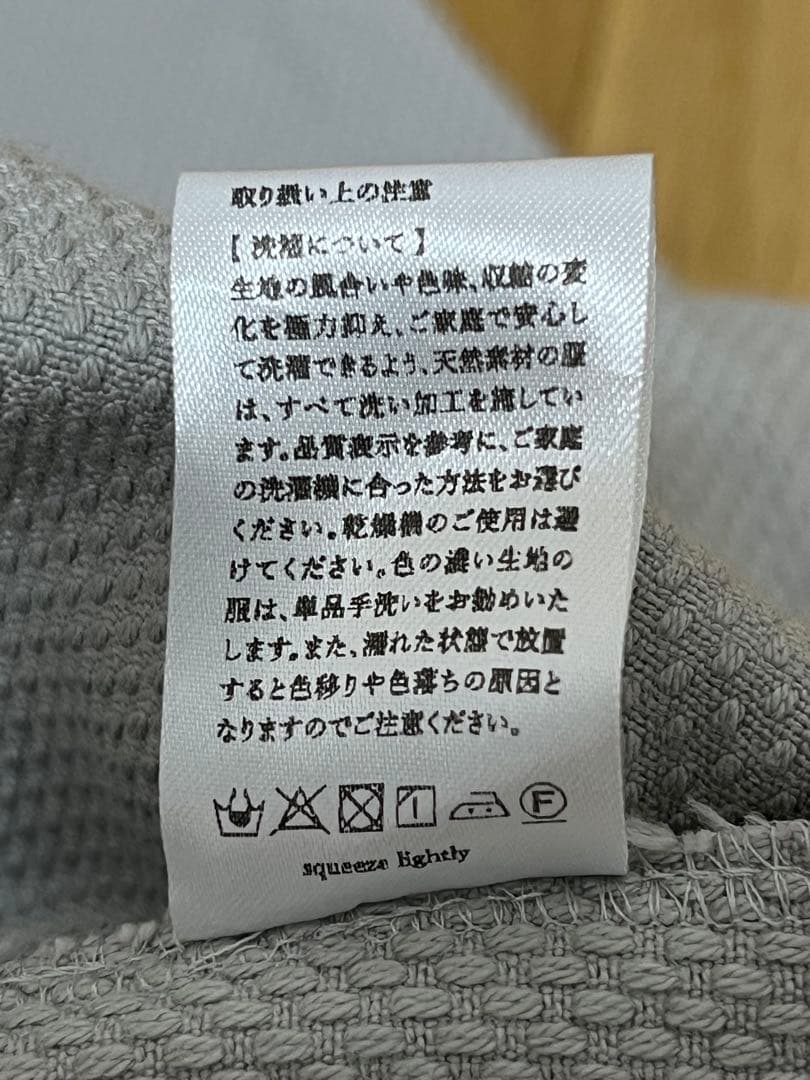 取り扱い上の注意
【洗濯について】
生地の風合いや色味、収縮の変
化を極力抑え、ご家庭で安心し
て洗濯できるよう、天然素材の服
は、すべて洗い加工を施してい
ます。品質表示を参考に、ご家庭
の洗濯機に合った方法をお選び
ください。乾燥機のご使用は避
けてください。色の濃い生地の
服は、単品手洗いをお勧めいた
します。また、濡れた状態で放置
すると色移りや色落ちの原因と
なりますのでご注意ください。
F
squeeze lightly